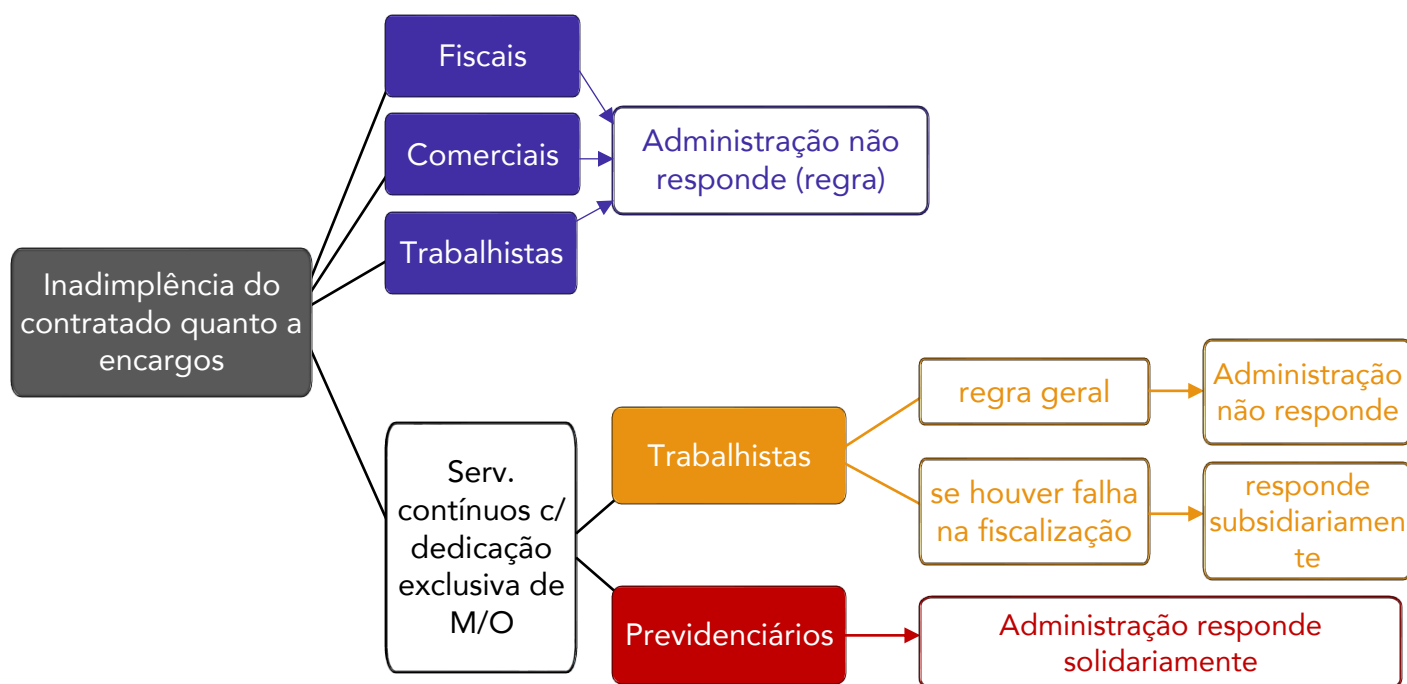 Fiscais
Comerciais
Trabalhistas
Administração não
responde (regra)
Inadimplência do
contratado quanto a
encargos
Serv.
contínuos c/
dedicação
exclusiva de
M/O
Trabalhistas
regra geral
Administração
não responde
se houver falha
na fiscalização
responde
subsidiariamen
te
Previdenciários
Administração responde
solidariamente